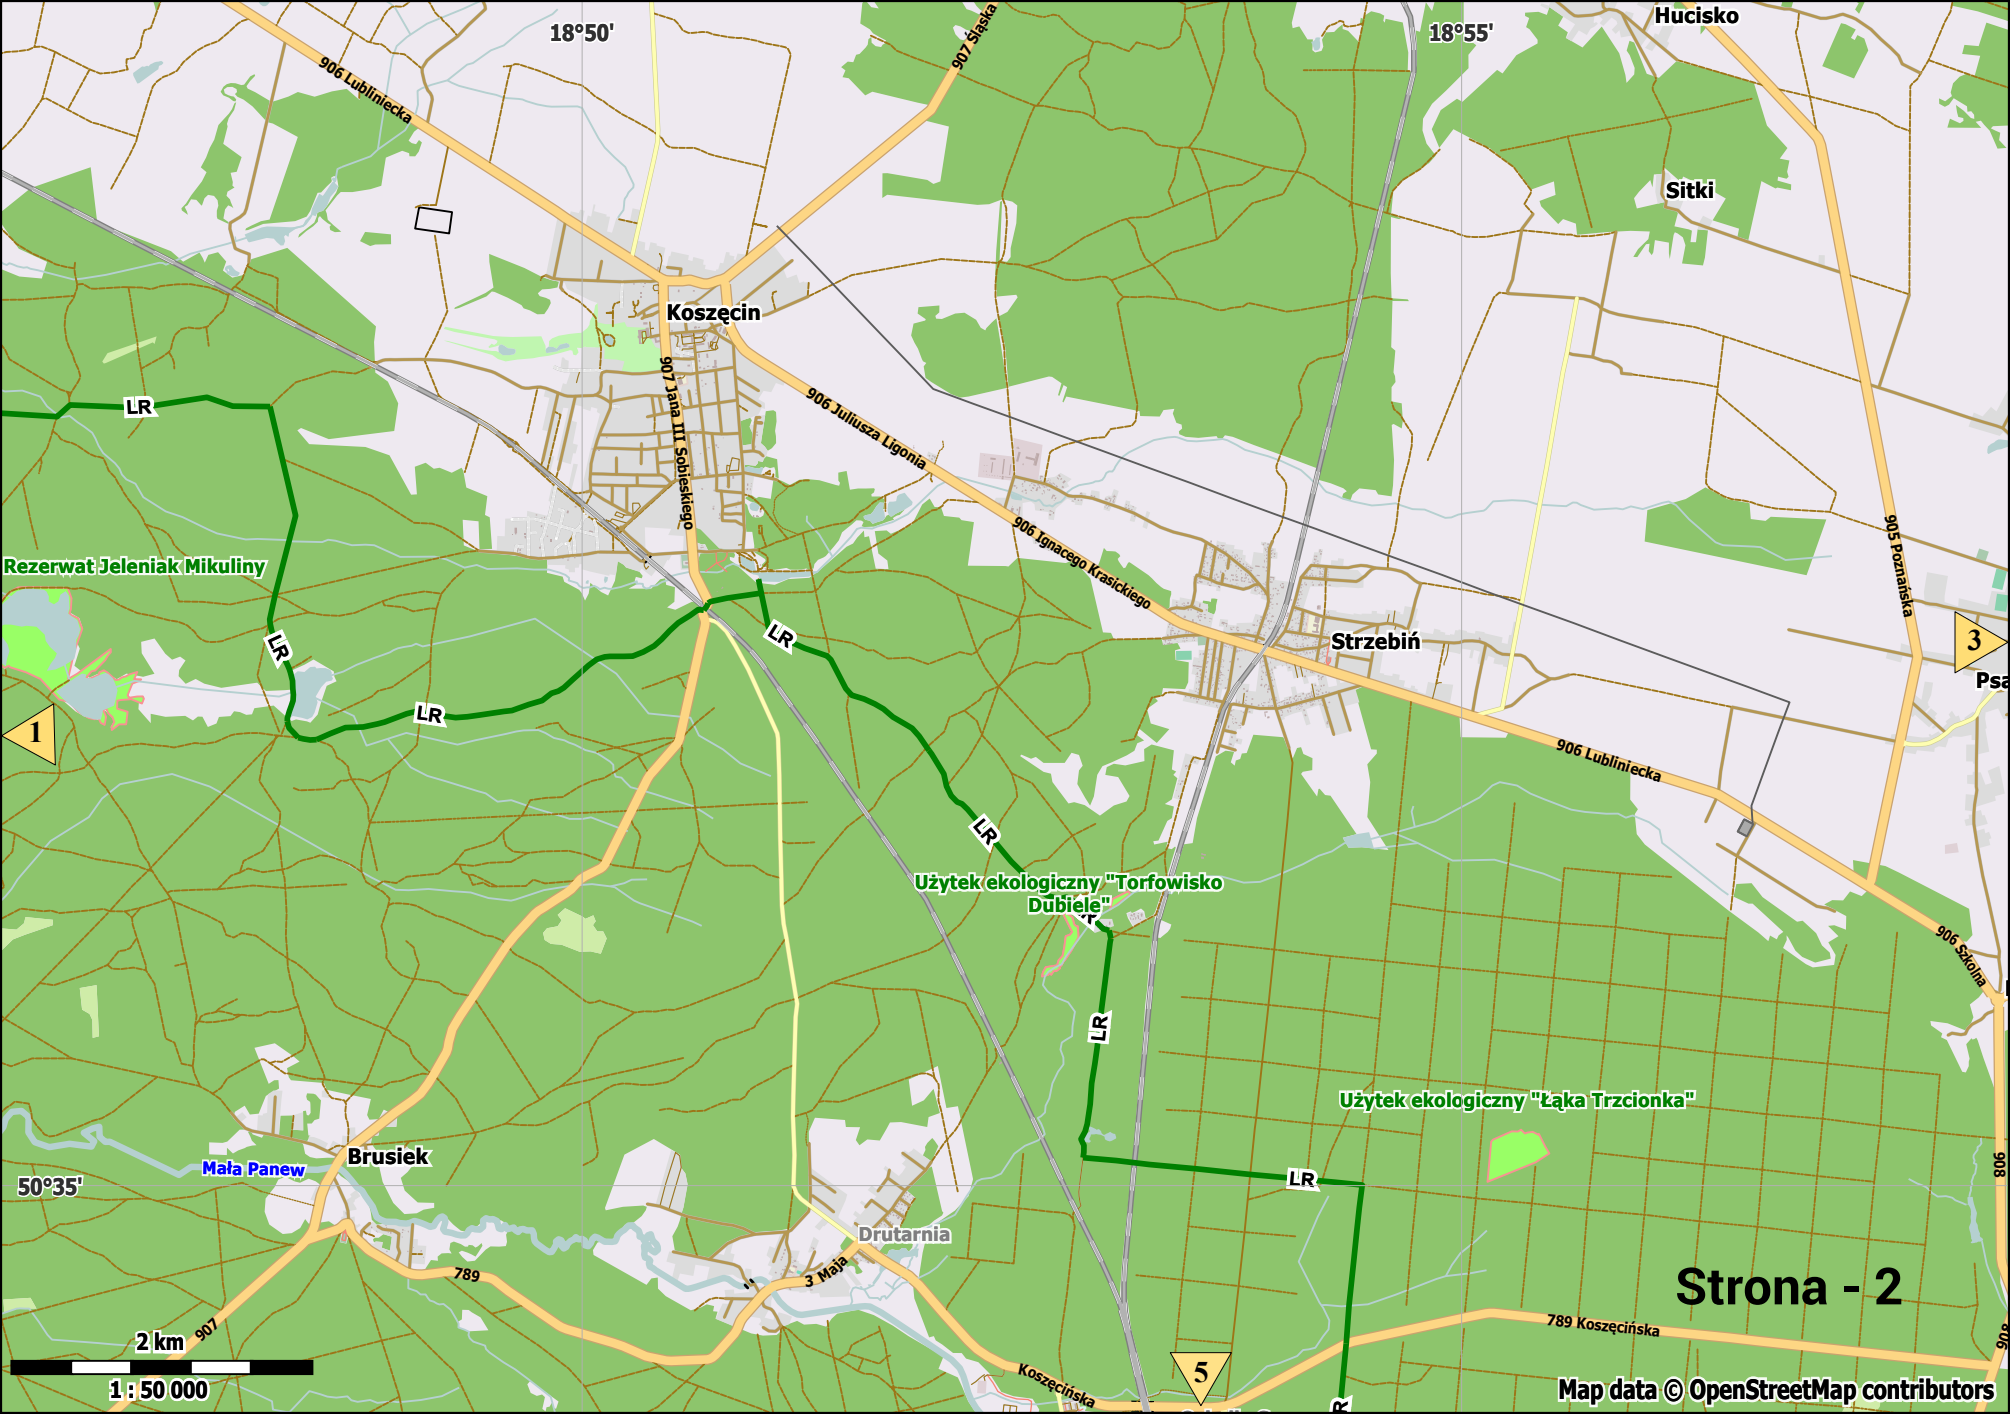 Hucisko
18°50'
18°55'
907 Śląska
906 Lubliniecka
Sitki
Koszęcin
907 Jana III Sobieskiego
906 Juliusza Ligonia
LR
906 Ignacego Krasickiego
905 Poznańska
Rezerwat Jeleniak Mikuliny
LR
LR
Strzebiń
3
Psa
LR
1
906 Lubliniecka
LR
Użytek ekologiczny "Torfowisko
Dubiele"
906 Szkolna
LR
Użytek ekologiczny "Łąka Trzcionka"
Brusiek
Mała Panew
908
50°35'
LR
Drutarnia
789
3 Maja
Strona - 2
907
789 Koszęcińska
908
2 km
5
Koszęcińska
1 : 50 000
Map data © OpenStreetMap contributors
R